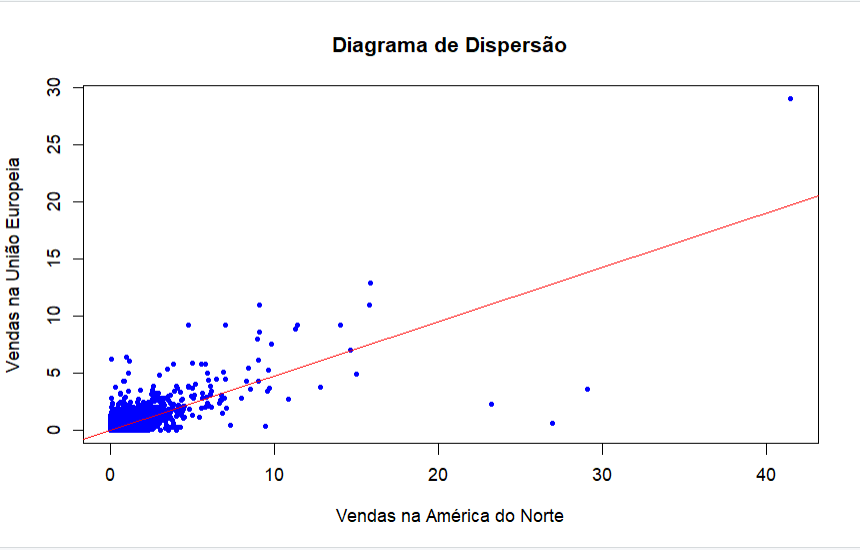 Diagrama de Dispersão
Vendas na União Europeia
30
25
20
15
10
5
0
0 10 20 30 40
Vendas na América do Norte